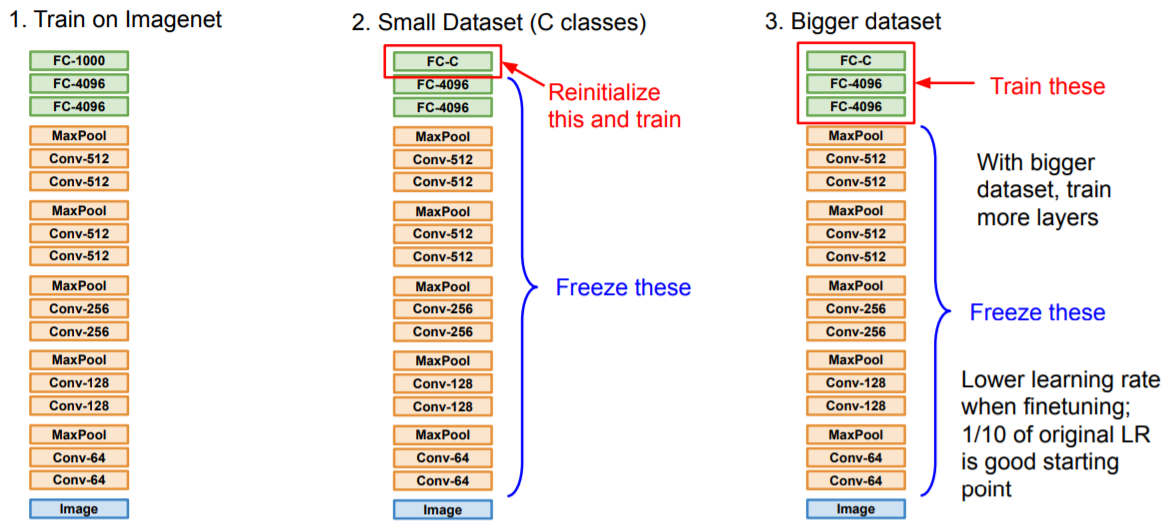 1. Train on Imagenet
FC-1000
FC-4096
FC-4096
MaxPool
Conv-512
Conv-512
MaxPool
Conv-512
Conv-512
MaxPool
Conv-256
Conv-256
MaxPool
Conv-128
Conv-128
MaxPool
Conv-64
Conv-64
Image
2. Small Dataset (C classes)
FC-C
FC-4096
FC-4096
MaxPool
Conv-512
Conv-512
MaxPool
Conv-512
Conv-512
MaxPool
Conv-256
Conv-256
MaxPool
Conv-128
Conv-128
MaxPool
Conv-64
Conv-64
Image
Reinitialize
this and train
Freeze these
3. Bigger dataset
FC-C
FC-4096
FC-4096
MaxPool
Conv-512
Conv-512
MaxPool
Conv-512
Conv-512
MaxPool
Conv-256
Conv-256
MaxPool
Conv-128
Conv-128
MaxPool
Conv-64
Conv-64
Image
Train these
With bigger
dataset, train
more layers
Freeze these
Lower learning rate
when finetuning;
1/10 of original LR
is good starting
point